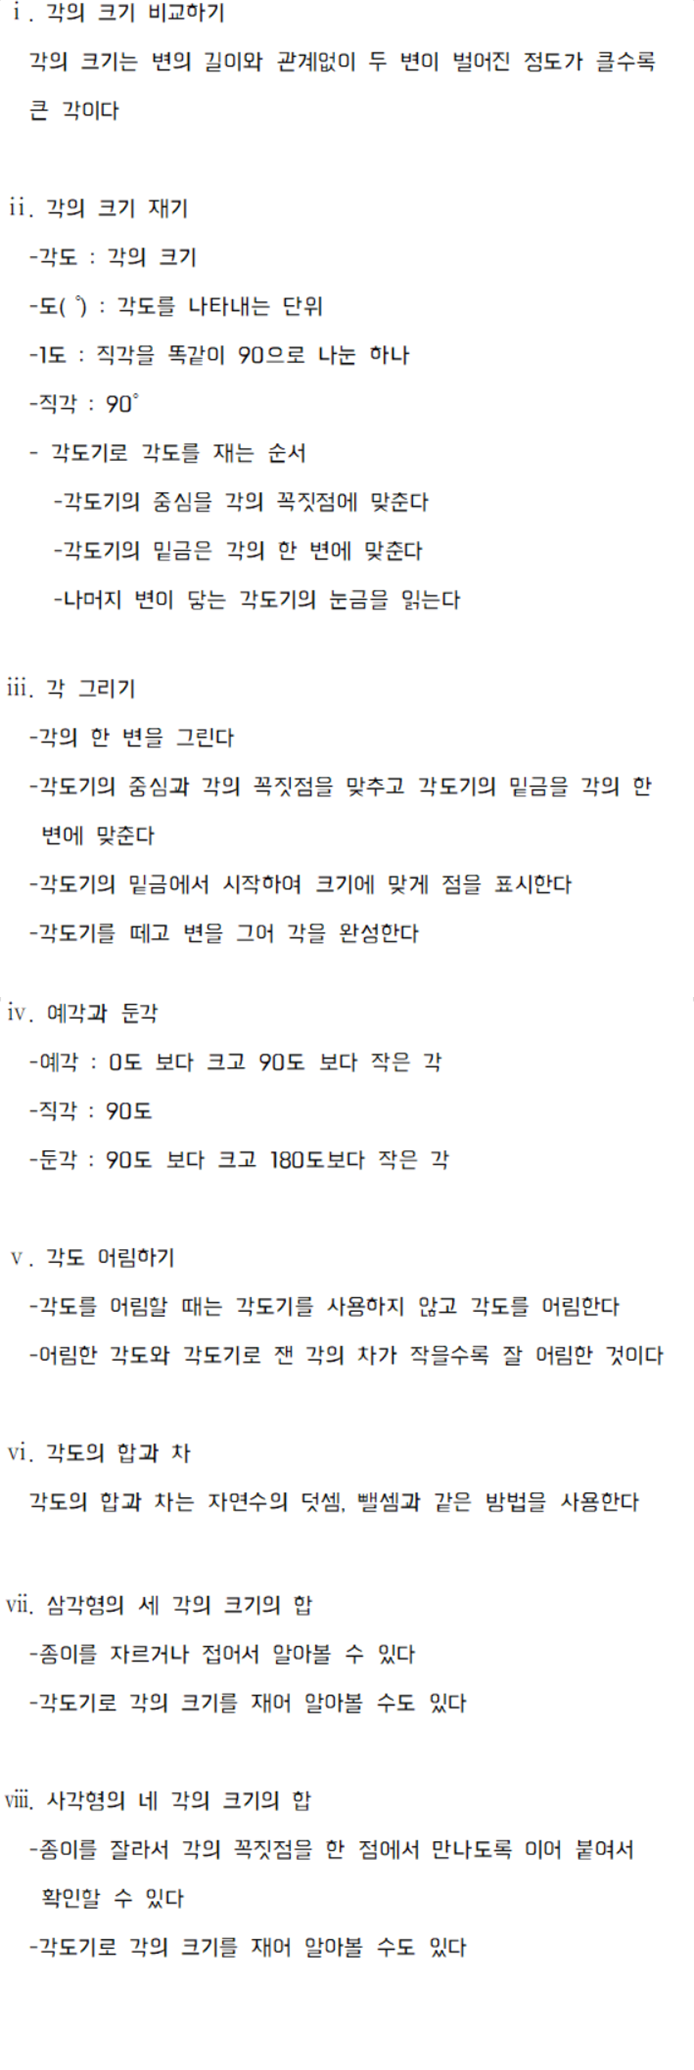 ⅰ. 각의 크기 비교하기
각의 크기는 변의 길이와 관계없이 두 변이 벌어진 정도가 클수록
큰 각이다
ⅱ. 각의 크기 재기
-각도 : 각의 크기
-도( ˚) : 각도를 나타내는 단위
-1도 : 직각을 똑같이 90으로 나눈 하나
-직각 : 90˚
- 각도기로 각도를 재는 순서
-각도기의 중심을 각의 꼭짓점에 맞춘다
-각도기의 밑금은 각의 한 변에 맞춘다
-나머지 변이 닿는 각도기의 눈금을 읽는다
ⅲ. 각 그리기
-각의 한 변을 그린다
-각도기의 중심과 각의 꼭짓점을 맞추고 각도기의 밑금을 각의 한
변에 맞춘다
-각도기의 밑금에서 시작하여 크기에 맞게 점을 표시한다
-각도기를 떼고 변을 그어 각을 완성한다
ⅳ. 예각과 둔각
-예각 : 0도 보다 크고 90도 보다 작은 각
-직각 : 90도
-둔각 : 90도 보다 크고 180도보다 작은 각
ⅴ. 각도 어림하기
-각도를 어림할 때는 각도기를 사용하지 않고 각도를 어림한다
-어림한 각도와 각도기로 잰 각의 차가 작을수록 잘 어림한 것이다
ⅵ. 각도의 합과 차
각도의 합과 차는 자연수의 덧셈, 뺄셈과 같은 방법을 사용한다
ⅶ. 삼각형의 세 각의 크기의 합
-종이를 자르거나 접어서 알아볼 수 있다
-각도기로 각의 크기를 재어 알아볼 수도 있다
ⅷ. 사각형의 네 각의 크기의 합
-종이를 잘라서 각의 꼭짓점을 한 점에서 만나도록 이어 붙여서
확인할 수 있다
-각도기로 각의 크기를 재어 알아볼 수도 있다